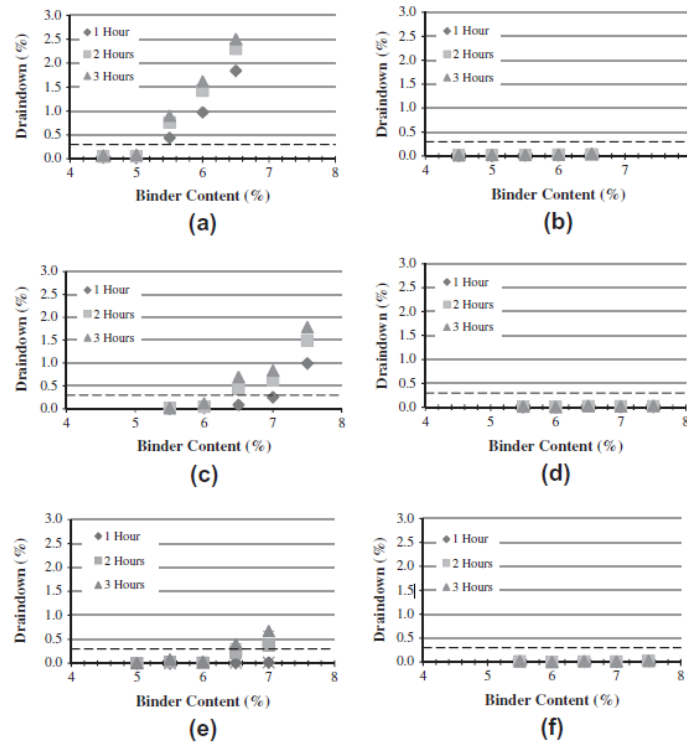 Draindown (%)
3.0
2.5
2.0
1.5
1.0
0.5
0.0
1 Hour
2 Hours
3 Hours
4 5 6 7 8
Binder Content (%)
(a)
Draindown (%)
3.0
2.5
2.0
1.5
1.0
0.5
0.0
1 Hour
2 Hours
3 Hours
4 5 6 7 8
Binder Content (%)
(b)
Draindown (%)
3.0
2.5
2.0
1.5
1.0
0.5
0.0
1 Hour
2 Hours
3 Hours
4 5 6 7 8
Binder Content (%)
(c)
Draindown (%)
3.0
2.5
2.0
1.5
1.0
0.5
0.0
1 Hour
2 Hours
3 Hours
4 5 6 7 8
Binder Content (%)
(d)
Draindown (%)
3.0
2.5
2.0
1.5
1.0
0.5
0.0
1 Hour
2 Hours
3 Hours
4 5 6 7 8
Binder Content (%)
(e)
Draindown (%)
3.0
2.5
2.0
1.5
1.0
0.5
0.0
1 Hour
2 Hours
3 Hours
4 5 6 7 8
Binder Content (%)
(f)